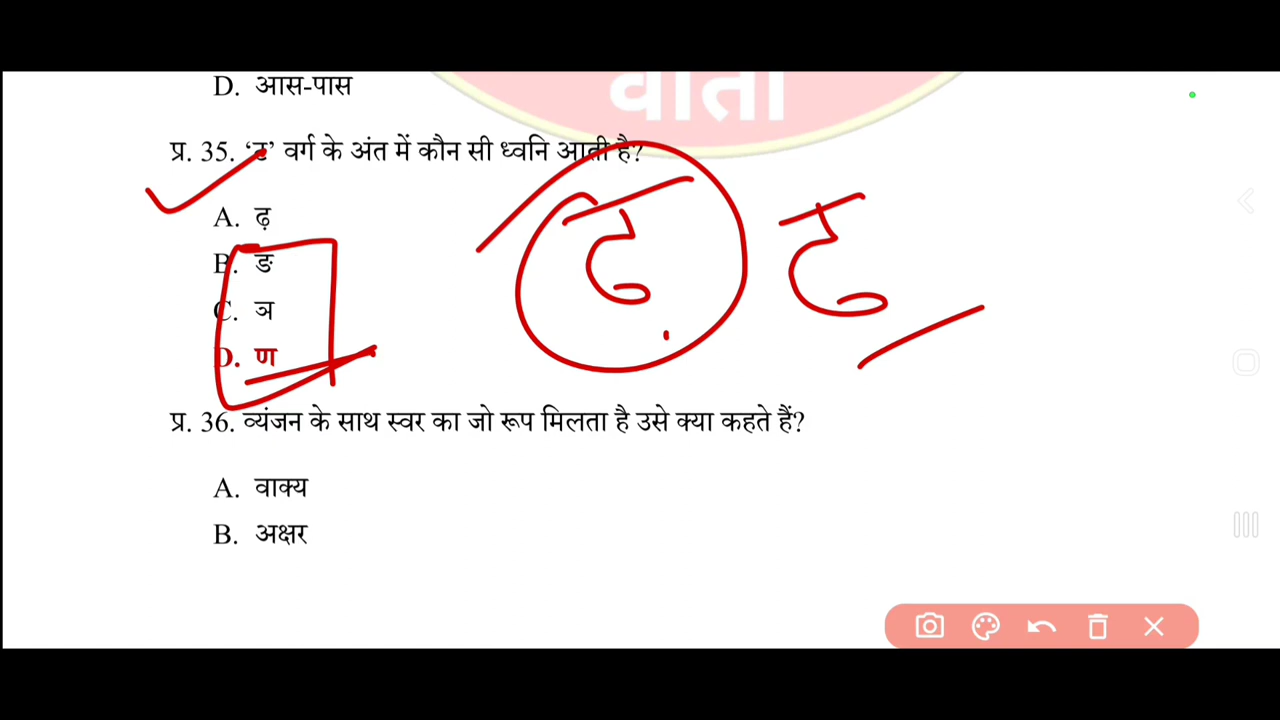 वार्ता
D. आस-पास
प्र. 35. ‘ट’ वर्ग के अंत में कौन सी ध्वनि आती है?
A. ढ़
B. ङ
C. ञ
D. ण
ढ ढ
प्र. 36. व्यंजन के साथ स्वर का जो रूप मिलता है उसे क्या कहते हैं?
A. वाक्य
B. अक्षर